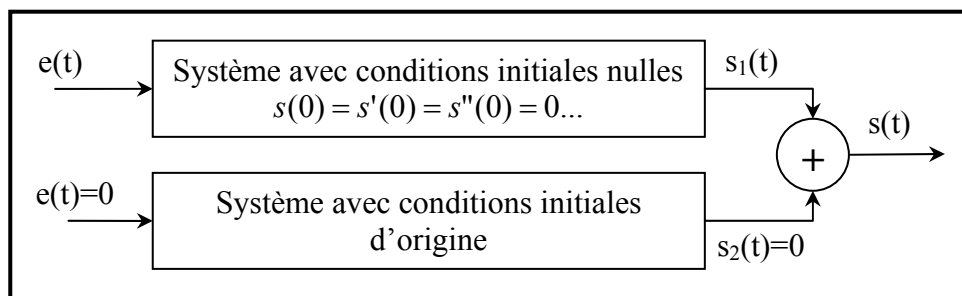 e(t)
Système avec conditions initiales nulles
s(0) = s'(0) = s"(0) = 0...
s₁(t)
s(t)
+
e(t)=0
Système avec conditions initiales
d’origine
s₂(t)=0